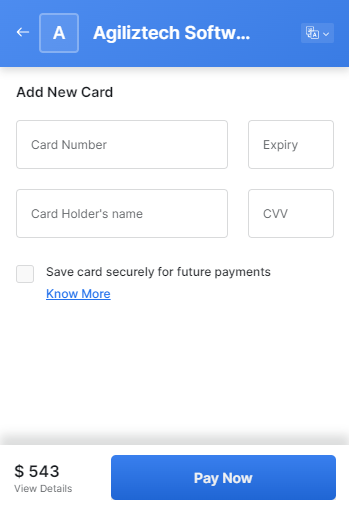 A
Agiliztech Softw...
Add New Card
Card Number
Expiry
Card Holder's name
CVV
Save card securely for future payments
Know More
$ 543
View Details
Pay Now